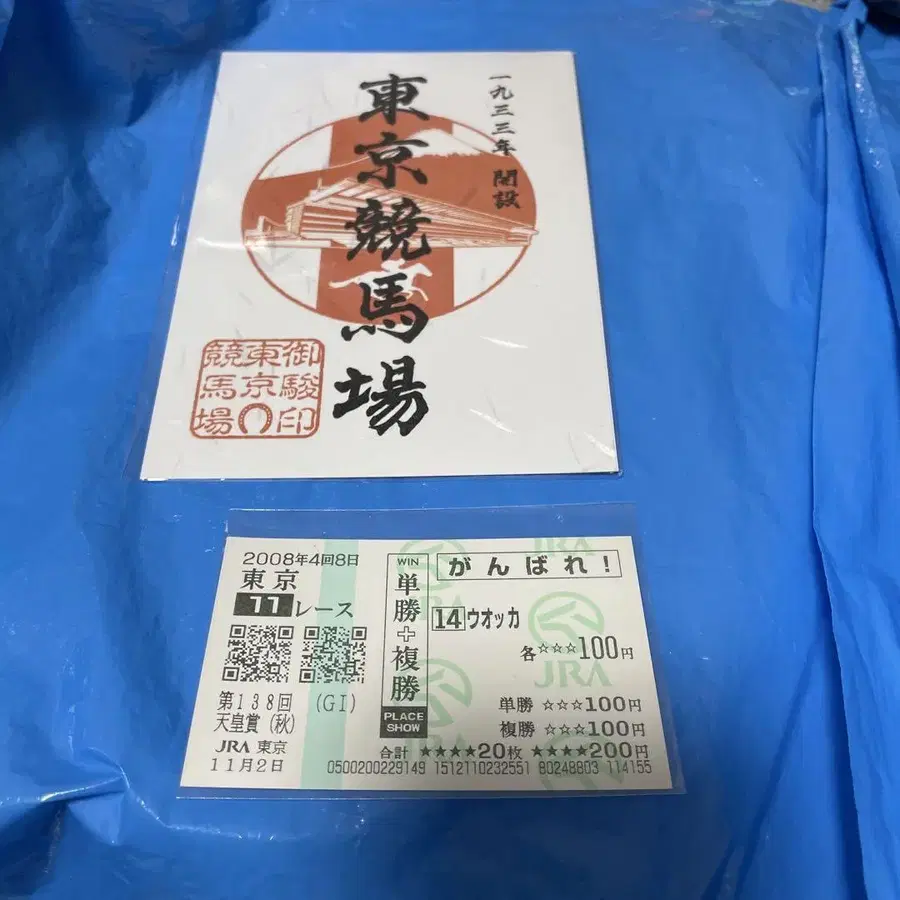 一九三三年 開設
東京競馬場
御駿印
東京
競馬場
2008年4回8日
東京
11レース
第138回 (GI)
天皇賞(秋)
JRA 東京
11月2日
WIN
単勝+複勝
PLACE
SHOW
がんばれ!
14 ウオッカ
各☆☆☆100円
JRA
単勝 ☆☆☆100円
複勝 ☆☆☆100円
合計 ★★★★20枚 ★★★★200円
0500200229149 1512110232551 80248803 114155